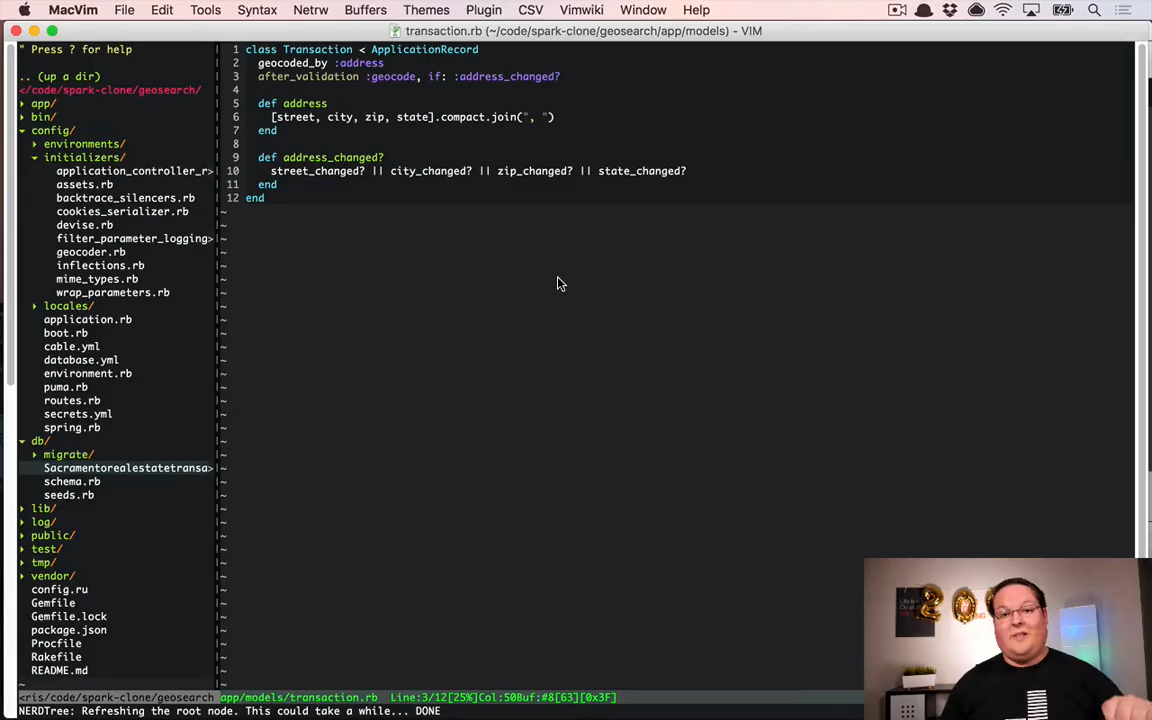 MacVim File Edit Tools Syntax Netrw Buffers Themes Plugin CSV Vimwiki Window Help
transaction.rb (~/code/spark-clone/geosearch/app/models) - VIM
" Press ? for help
.. (up a dir)
</code/spark-clone/geosearch/
▸ app/
▸ bin/
▾ config/
▸ environments/
▾ initializers/
application_controller_r>
assets.rb
backtrace_silencers.rb
cookies_serializer.rb
devise.rb
filter_parameter_logging>
geocoder.rb
inflections.rb
mime_types.rb
wrap_parameters.rb
▸ locales/
application.rb
boot.rb
cable.yml
database.yml
environment.rb
puma.rb
routes.rb
secrets.yml
spring.rb
▾ db/
▸ migrate/
Sacramentorealestatetransa>
schema.rb
seeds.rb
▸ lib/
▸ log/
▸ public/
▸ test/
▸ tmp/
▸ vendor/
config.ru
Gemfile
Gemfile.lock
package.json
Procfile
Rakefile
README.md
~
1 class Transaction < ApplicationRecord
2 geocoded_by :address
3 after_validation :geocode, if: :address_changed?
4
5 def address
6 [street, city, zip, state].compact.join(", ")
7 end
8
9 def address_changed?
10 street_changed? || city_changed? || zip_changed? || state_changed?
11 end
12 end
<ris/code/spark-clone/geosearch app/models/transaction.rb Line:3/12[25%]Col:50Buf:#8[63][0x3F]
NERDTree: Refreshing the root node. This could take a while... DONE